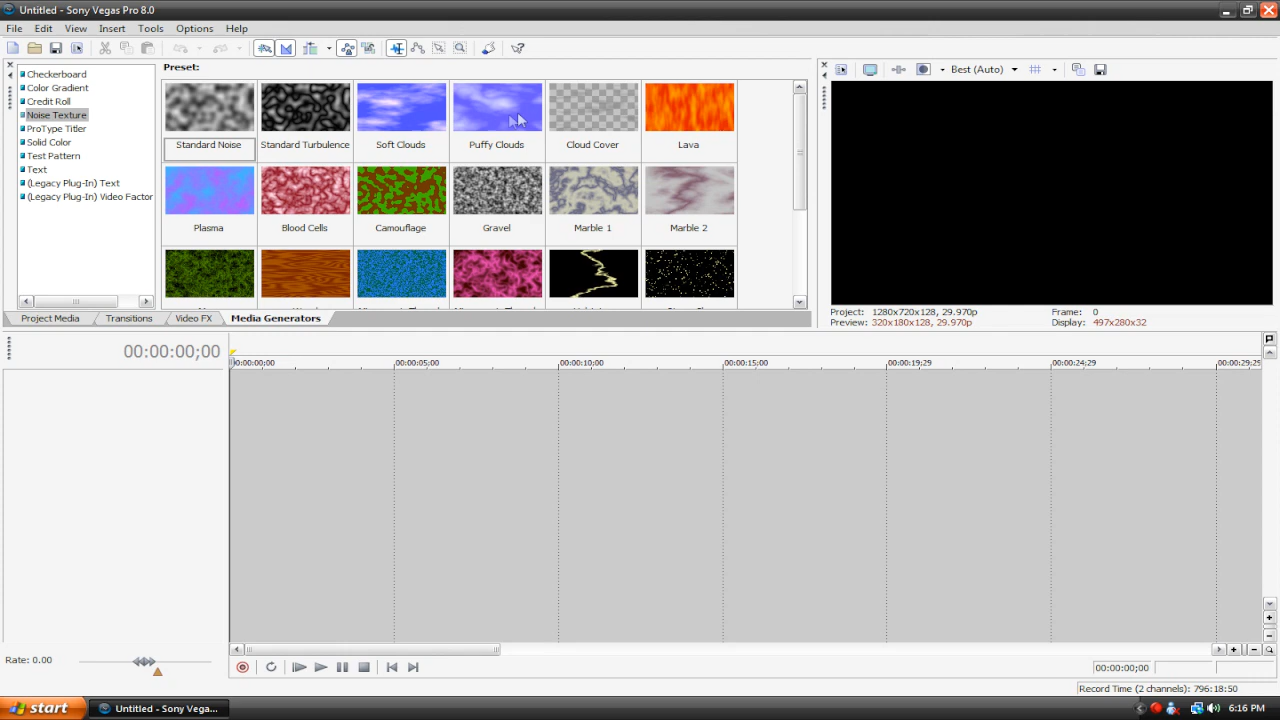 Untitled - Sony Vegas Pro 8.0
File Edit View Insert Tools Options Help
Best (Auto)
Checkerboard
Color Gradient
Credit Roll
Noise Texture
ProType Titler
Solid Color
Test Pattern
Text
(Legacy Plug-In) Text
(Legacy Plug-In) Video Factor
Preset:
Standard Noise Standard Turbulence Soft Clouds Puffy Clouds Cloud Cover Lava
Plasma Blood Cells Camouflage Gravel Marble 1 Marble 2
Project Media Transitions Video FX Media Generators
Project: 1280x720x128, 29.970p Frame: 0
Preview: 320x180x128, 29.970p Display: 497x280x32
00:00:00;00
00:00:00;00 00:00:05;00 00:00:10;00 00:00:15;00 00:00:19;29 00:00:24;29 00:00:29;29
Rate: 0.00
00:00:00;00
Record Time (2 channels): 796:18:50
start Untitled - Sony Vega... 6:16 PM